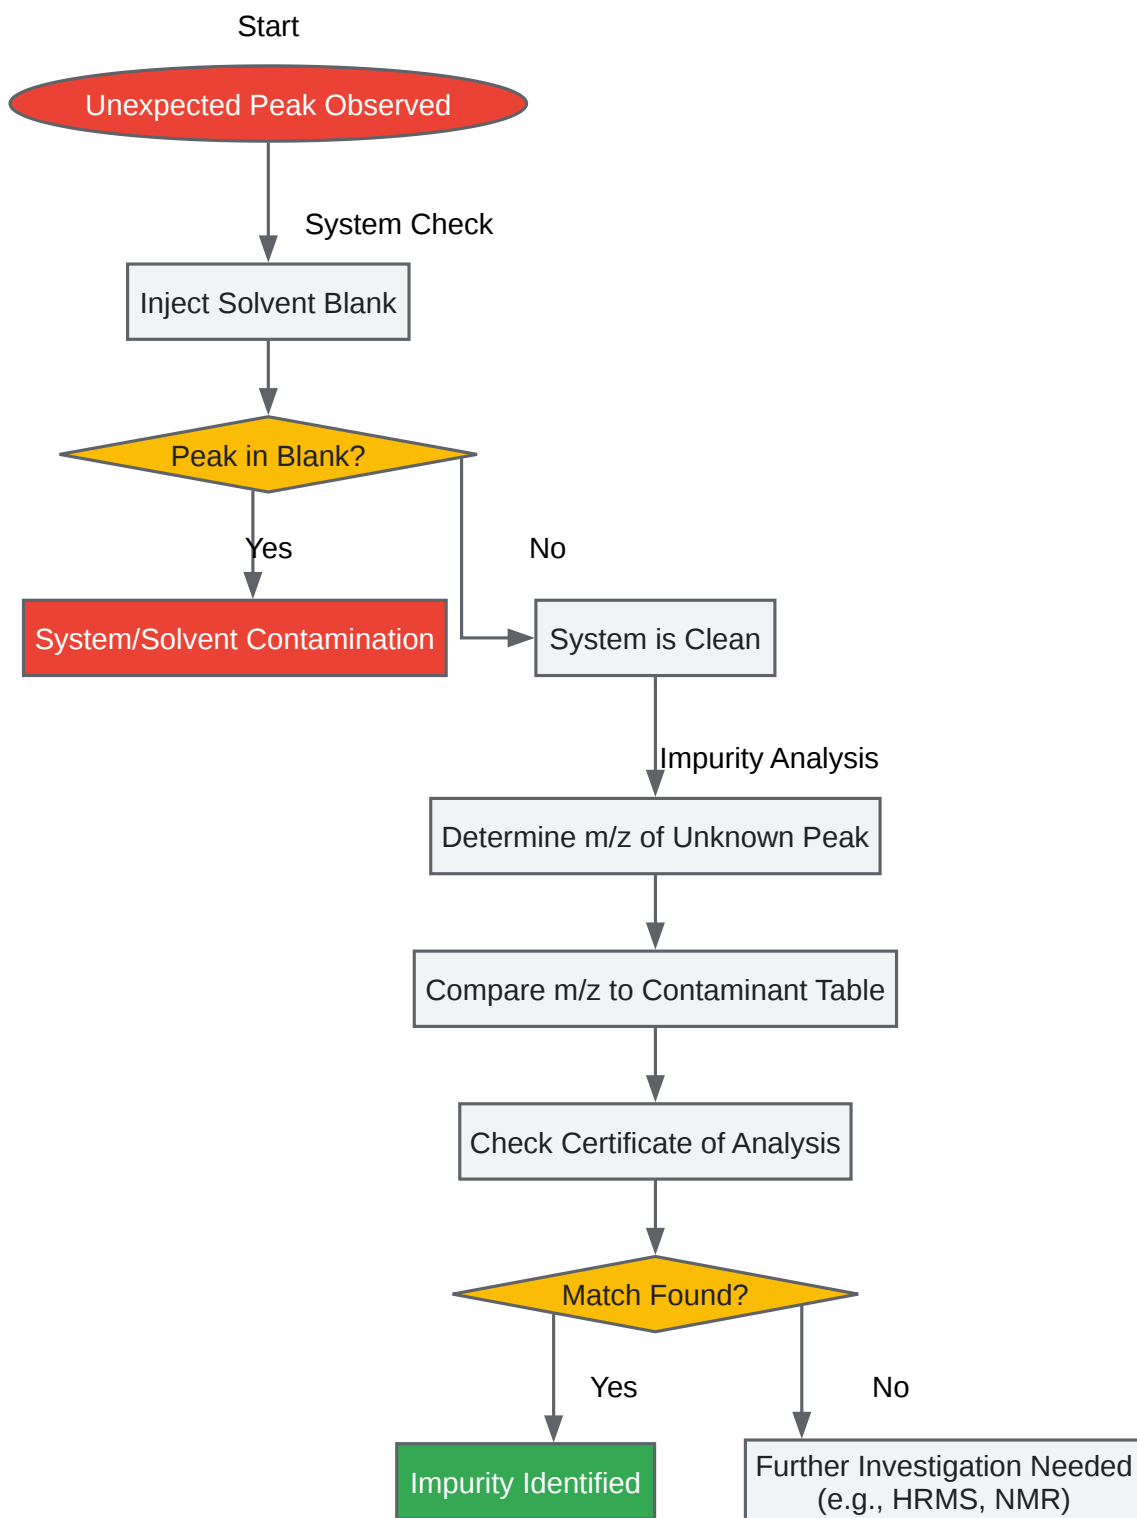 Start
Unexpected Peak Observed
System Check
Inject Solvent Blank
Peak in Blank?
Yes
No
System/Solvent Contamination
System is Clean
Impurity Analysis
Determine m/z of Unknown Peak
Compare m/z to Contaminant Table
Check Certificate of Analysis
Match Found?
Yes
No
Impurity Identified
Further Investigation Needed
(e.g., HRMS, NMR)